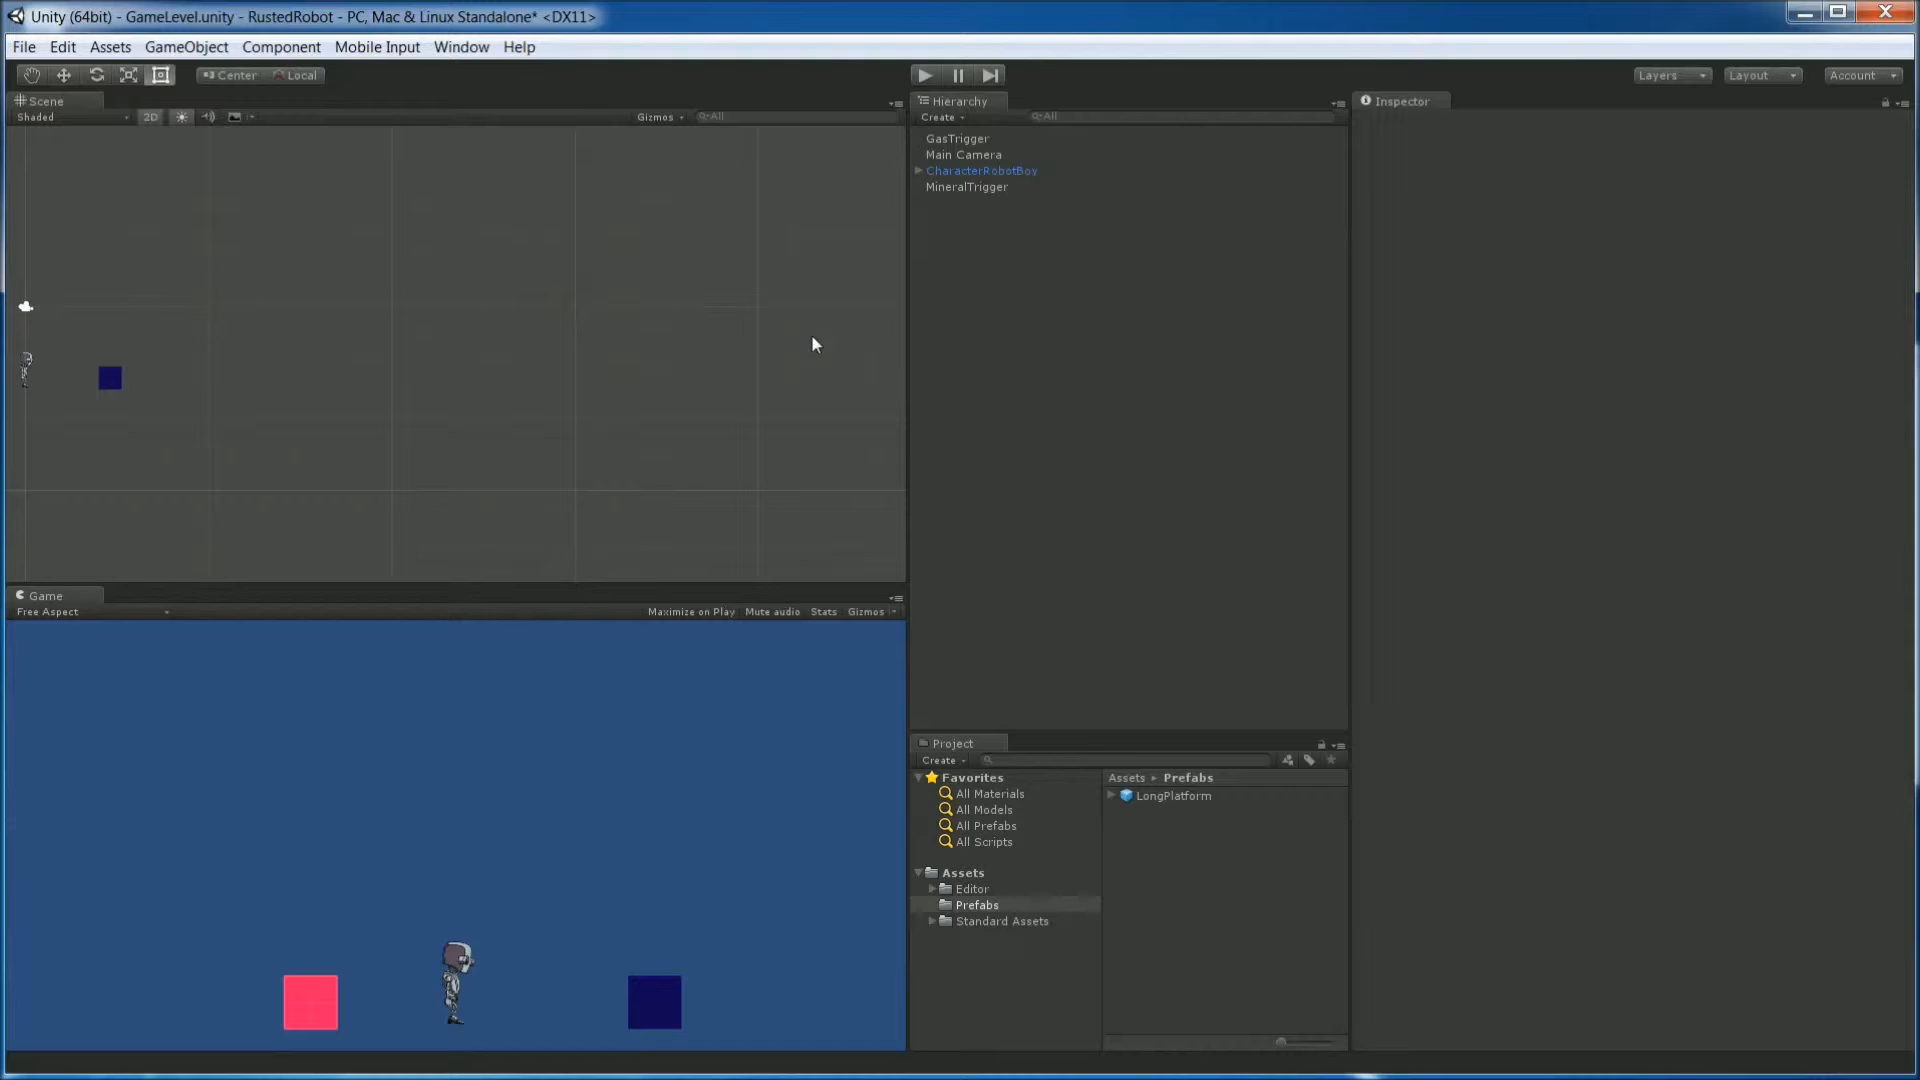 Unity (64bit) - GameLevel.unity - RustedRobot - PC, Mac & Linux Standalone* <DX11>
File Edit Assets GameObject Component Mobile Input Window Help
Center Local Layers Layout Account
Scene
Shaded 2D Gizmos All
Hierarchy
Create All
GasTrigger
Main Camera
CharacterRobotBoy
MineralTrigger
Inspector
Game
Free Aspect Maximize on Play Mute audio Stats Gizmos
Project
Create
Favorites
All Materials
All Models
All Prefabs
All Scripts
Assets
Editor
Prefabs
Standard Assets
Assets Prefabs
LongPlatform